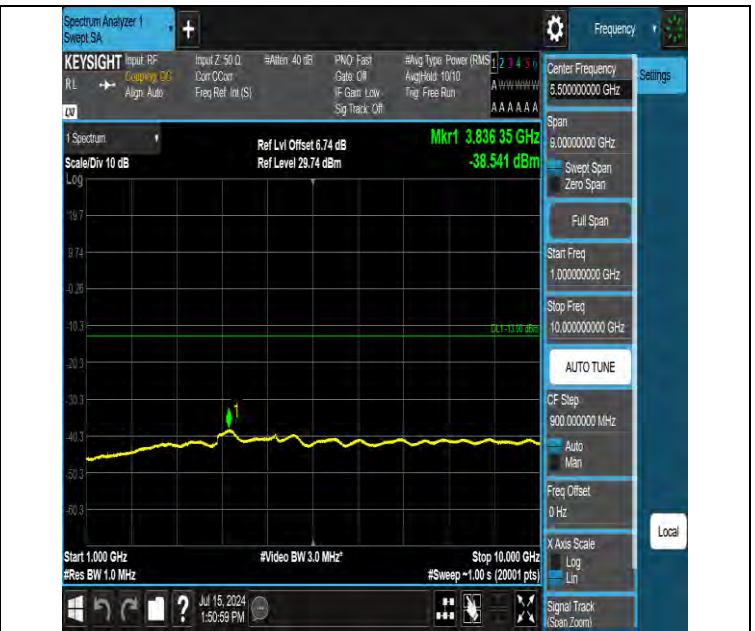 Spectrum Analyzer 1
Swept SA
+
Frequency
KEYSIGHT
RL
Input: RF
Coupling: DC
Align: Auto
Input Z: 50 Ω
Corr CCorr
Freq Ref: Int (S)
#Atten: 40 dB
PNO: Fast
Gate: Off
IF Gain: Low
Sig Track: Off
#Avg Type: Power (RMS
Avg|Hold: 10/10
Trig: Free Run
1 2 3 4 5 6
A W W W W W
A A A A A A
1 Spectrum
Scale/Div 10 dB
Log
Ref Lvl Offset 6.74 dB
Ref Level 29.74 dBm
Mkr1 3.836 35 GHz
-38.541 dBm
19.7
9.74
-0.26
-10.3
DL1 -13.00 dBm
-20.3
-30.3
1
-40.3
-50.3
-60.3
Start 1.000 GHz
#Res BW 1.0 MHz
#Video BW 3.0 MHz*
Stop 10.000 GHz
#Sweep ~1.00 s (20001 pts)
?
Jul 15, 2024
1:50:59 PM
Center Frequency
5.500000000 GHz
Settings
Span
9.00000000 GHz
Swept Span
Zero Span
Full Span
Start Freq
1.000000000 GHz
Stop Freq
10.000000000 GHz
AUTO TUNE
CF Step
900.000000 MHz
Auto
Man
Freq Offset
0 Hz
X Axis Scale
Log
Lin
Local
Signal Track
(Span Zoom)